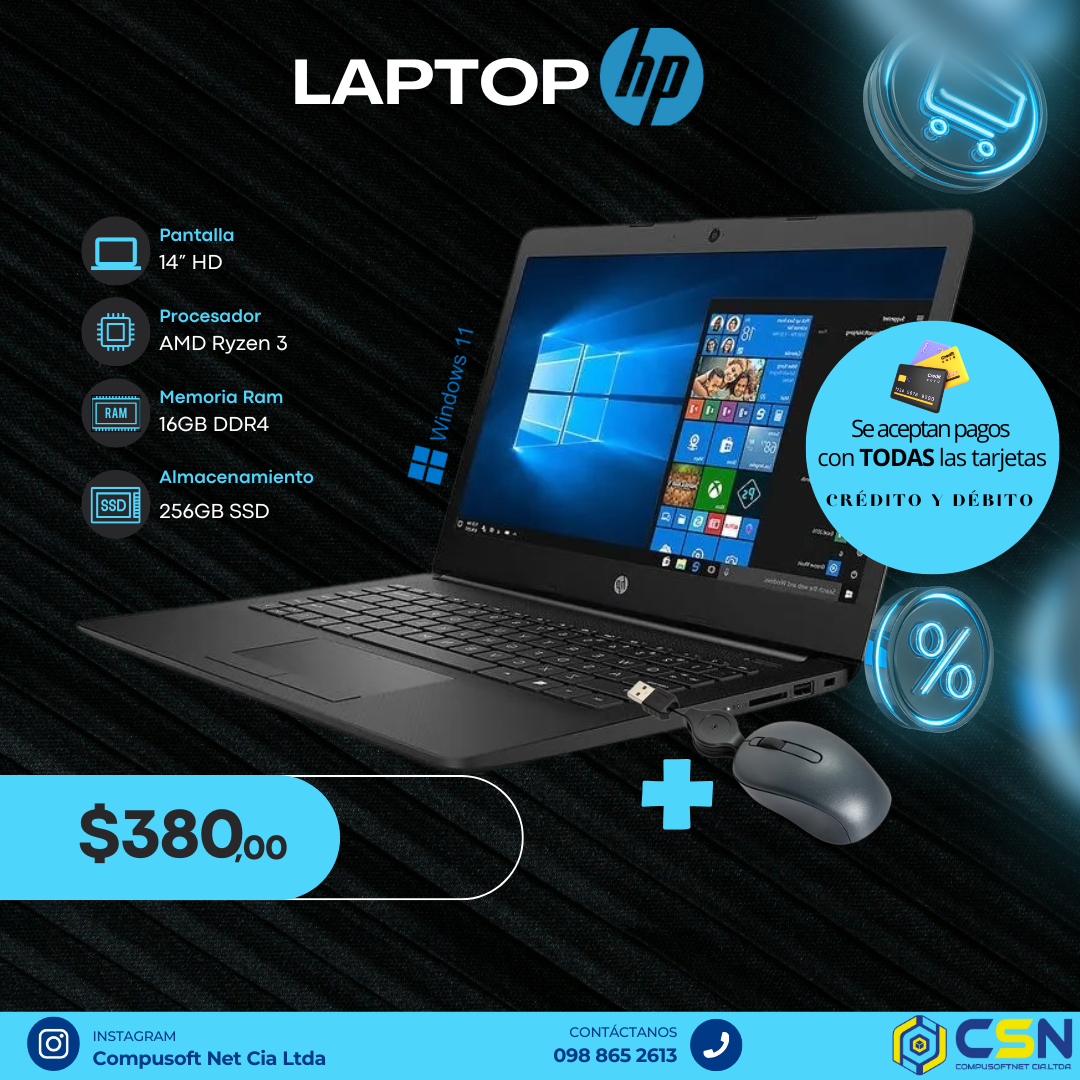 LAPTOP hp
Pantalla
14” HD
Procesador
AMD Ryzen 3
RAM
Memoria Ram
16GB DDR4
SSD
Almacenamiento
256GB SSD
Windows 11
Se aceptan pagos
con TODAS las tarjetas
CRÉDITO Y DÉBITO
hp
$380,00
INSTAGRAM
Compusoft Net Cia Ltda
CONTÁCTANOS
098 865 2613
CSN
COMPUSOFTNET CIA.LTDA